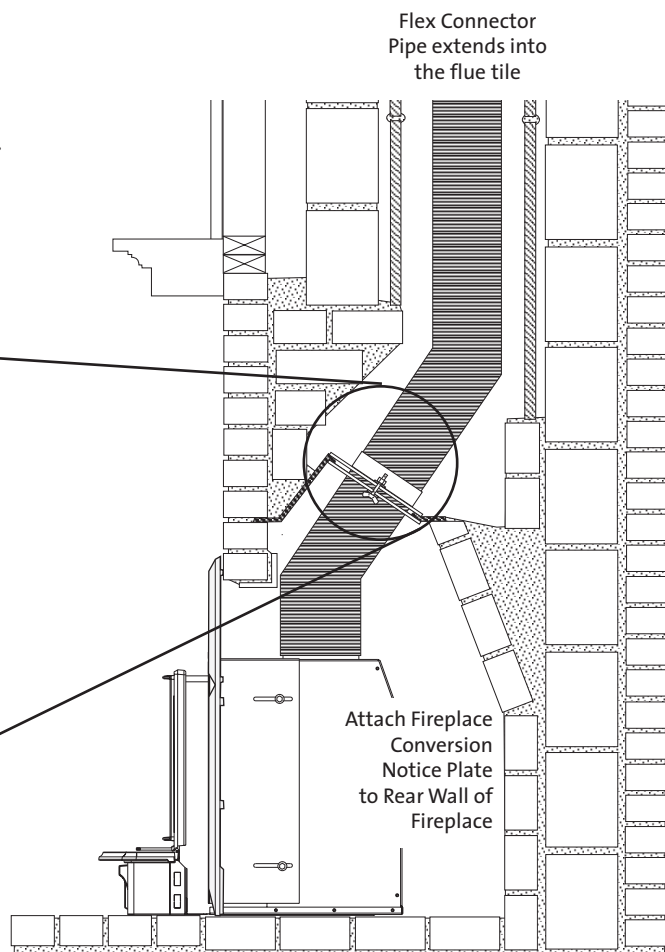 Flex Connector
Pipe extends into
the flue tile
Attach Fireplace
Conversion
Notice Plate
to Rear Wall of
Fireplace